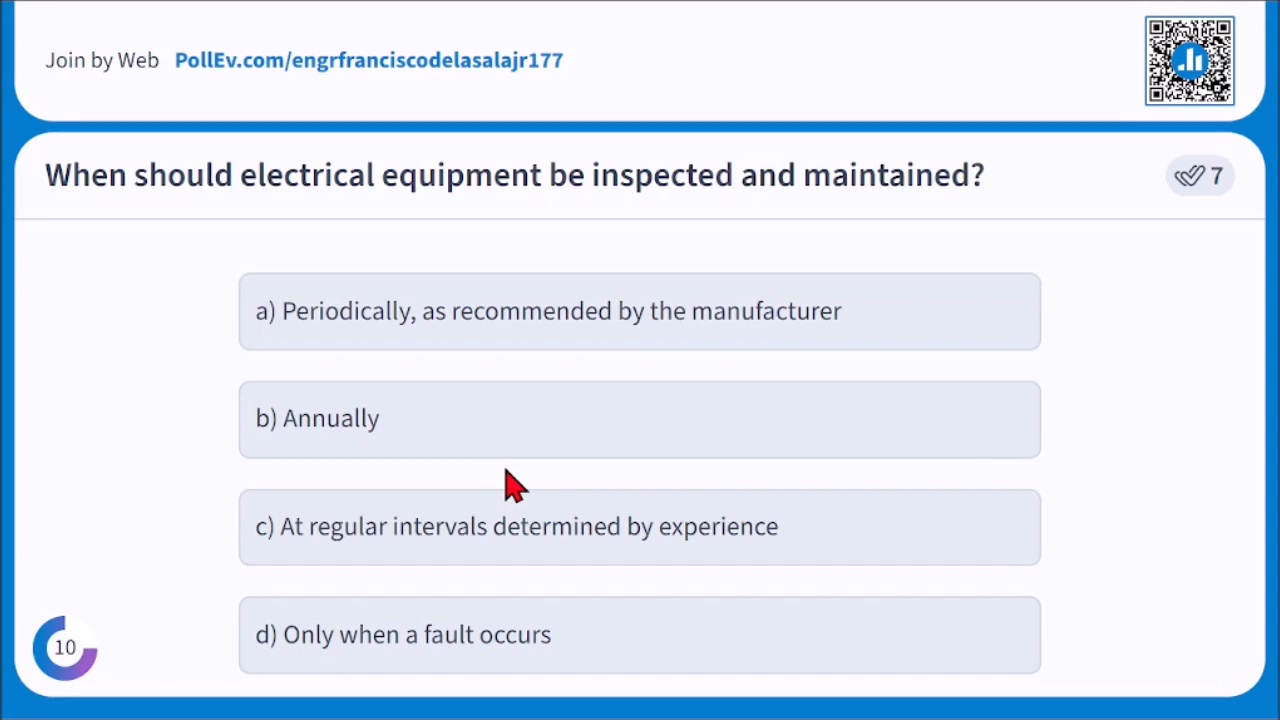 Join by Web PollEv.com/engrfranciscodelasalajr177
When should electrical equipment be inspected and maintained?
7
a) Periodically, as recommended by the manufacturer
b) Annually
c) At regular intervals determined by experience
d) Only when a fault occurs
10